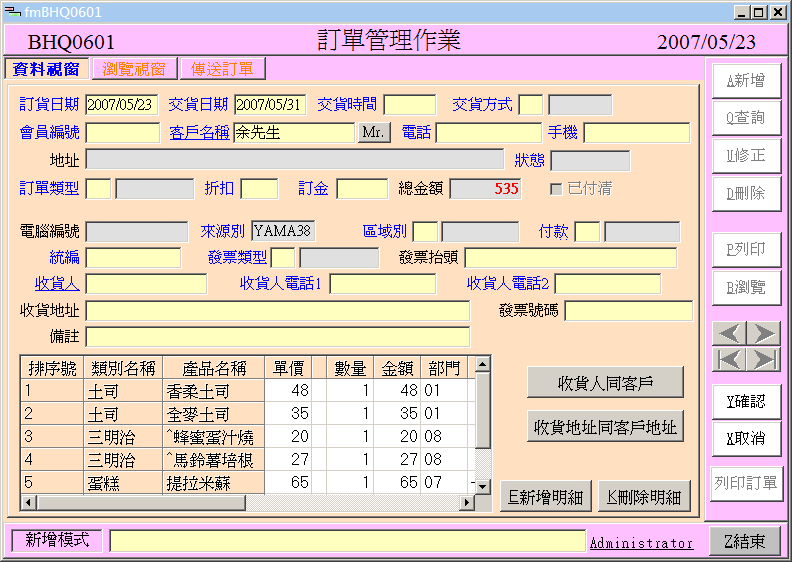 fmBHQ0601
BHQ0601 訂單管理作業 2007/05/23
資料視窗 瀏覽視窗 傳送訂單
訂貨日期 2007/05/23 交貨日期 2007/05/31 交貨時間 交貨方式
會員編號 客戶名稱 余先生 Mr. 電話 手機
地址 狀態
訂單類型 折扣 訂金 總金額 535 已付清
電腦編號 來源別 YAMA38 區域別 付款
統編 發票類型 發票抬頭
收貨人 收貨人電話1 收貨人電話2
收貨地址 發票號碼
備註
排序號 類別名稱 產品名稱 單價 數量 金額 部門
1 土司 香柔土司 48 1 48 01
2 土司 全麥土司 35 1 35 01
3 三明治 ^蜂蜜蛋汁燒 20 1 20 08
4 三明治 ^馬鈴薯培根 27 1 27 08
5 蛋糕 提拉米蘇 65 1 65 07
收貨人同客戶
收貨地址同客戶地址
E新增明細 K刪除明細
A新增
Q查詢
U修正
D刪除
P列印
B瀏覽
Y確認
X取消
列印訂單
新增模式 Administrator Z結束